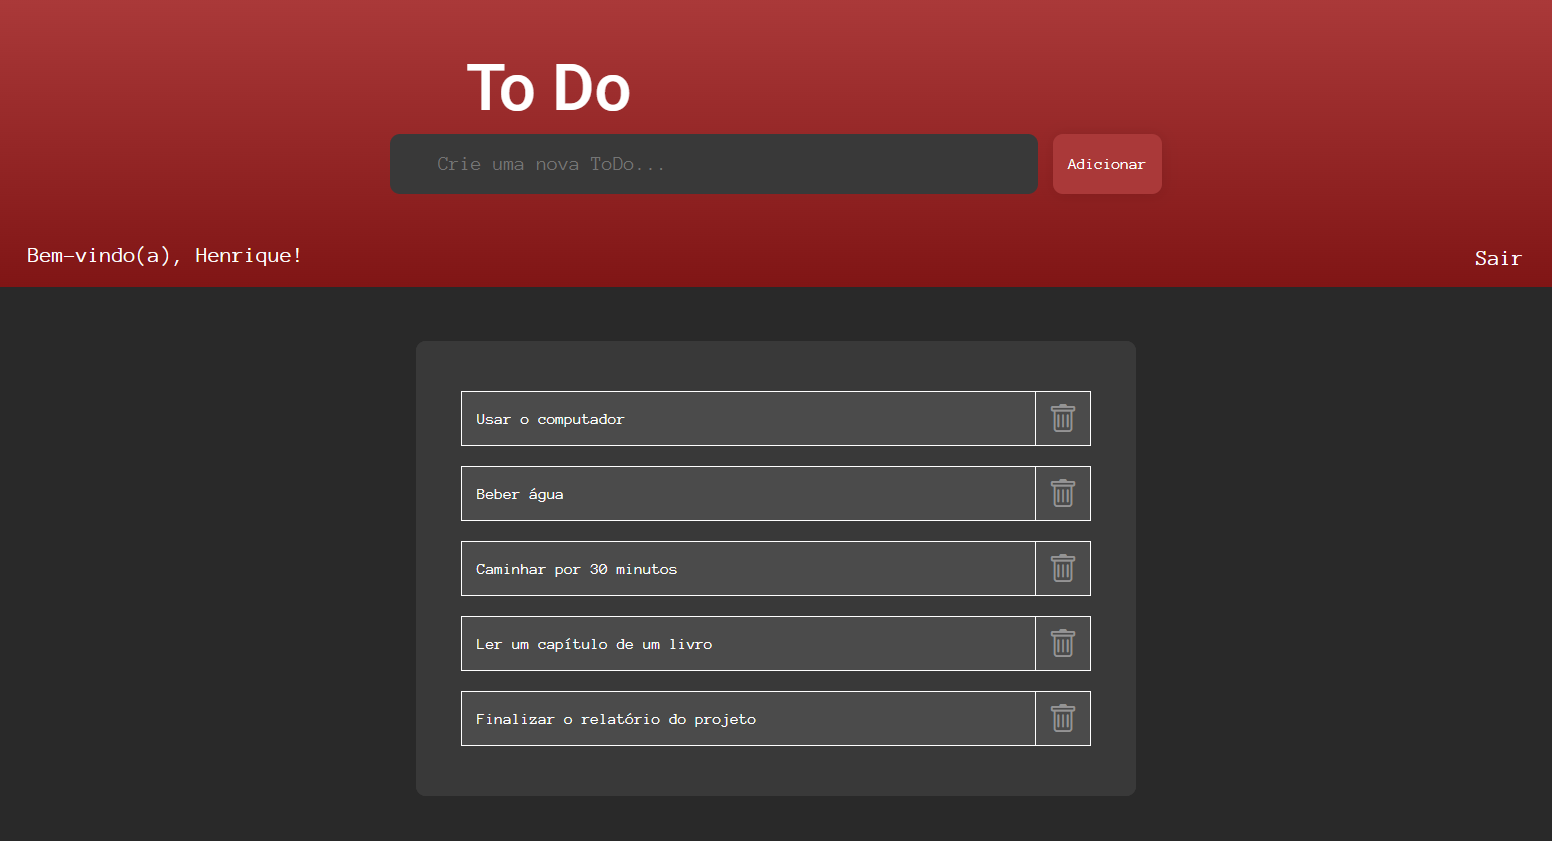 To Do
Crie uma nova ToDo...
Adicionar
Bem-vindo(a), Henrique!
Sair
Usar o computador
Beber água
Caminhar por 30 minutos
Ler um capítulo de um livro
Finalizar o relatório do projeto